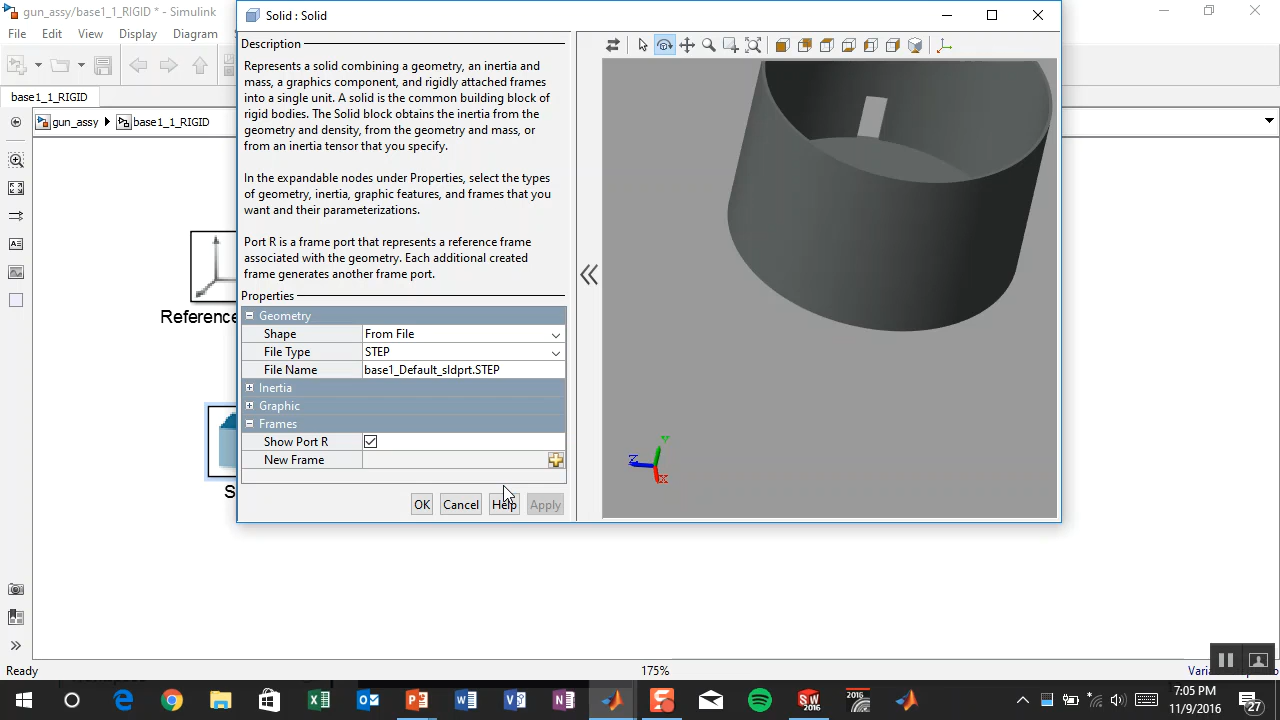 gun_assy/base1_1_RIGID * - Simulink
File Edit View Display Diagram
base1_1_RIGID
gun_assy base1_1_RIGID
Reference
S
Solid : Solid
Description
Represents a solid combining a geometry, an inertia and
mass, a graphics component, and rigidly attached frames
into a single unit. A solid is the common building block of
rigid bodies. The Solid block obtains the inertia from the
geometry and density, from the geometry and mass, or
from an inertia tensor that you specify.
In the expandable nodes under Properties, select the types
of geometry, inertia, graphic features, and frames that you
want and their parameterizations.
Port R is a frame port that represents a reference frame
associated with the geometry. Each additional created
frame generates another frame port.
Properties
Geometry
Shape From File
File Type STEP
File Name base1_Default_sldprt.STEP
Inertia
Graphic
Frames
Show Port R
New Frame
OK Cancel Help Apply
Y
Z
X
Ready 175%
7:05 PM
11/9/2016
27